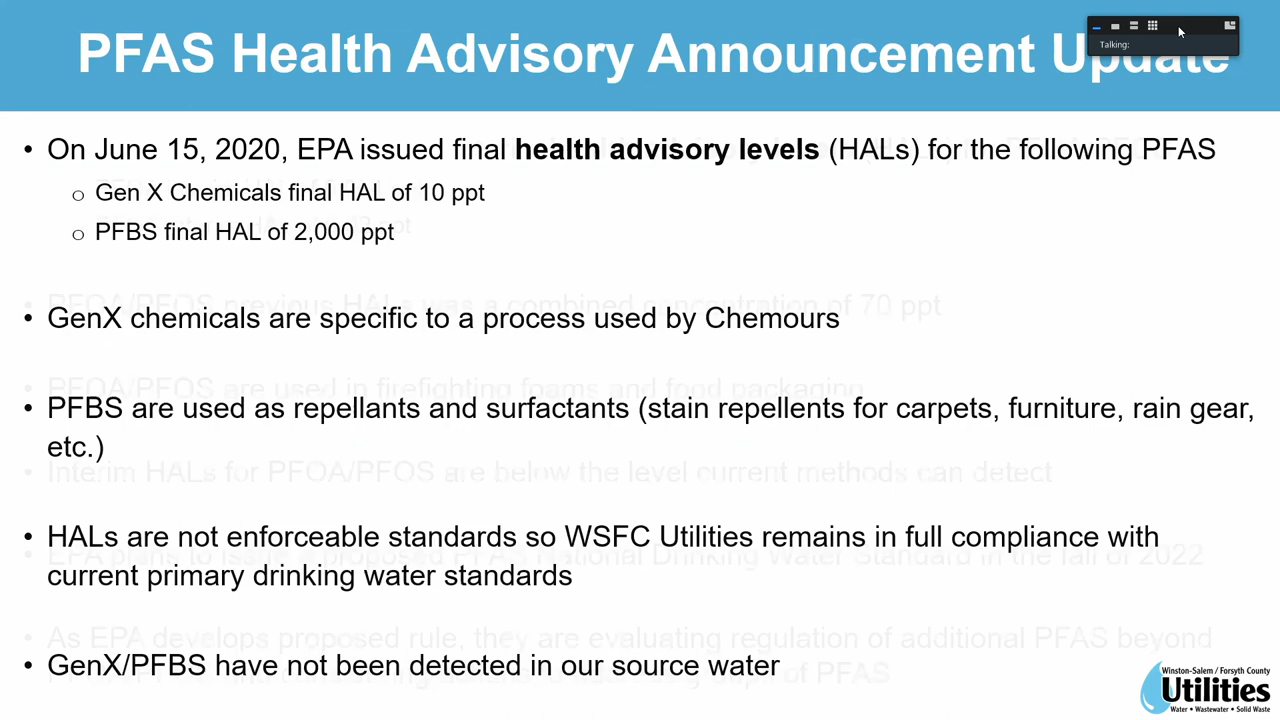 PFAS Health Advisory Announcement Update
Talking:
• On June 15, 2020, EPA issued final health advisory levels (HALs) for the following PFAS
o Gen X Chemicals final HAL of 10 ppt
o PFBS final HAL of 2,000 ppt
PFOA/PFOS previous HALs was a combined concentration of 70 ppt
• GenX chemicals are specific to a process used by Chemours
PFOA/PFOS are used in firefighting foams and food packaging
• PFBS are used as repellants and surfactants (stain repellents for carpets, furniture, rain gear,
etc.)
Interim HALs for PFOA/PFOS are below the level current methods can detect
• HALs are not enforceable standards so WSFC Utilities remains in full compliance with
EPA plans to issue a proposed PFAS National Drinking Water Standard in the fall of 2022
current primary drinking water standards
As EPA develops proposed rule, they are evaluating regulation of additional PFAS beyond
• GenX/PFBS have not been detected in our source water
groups of PFAS
Winston-Salem / Forsyth County
Utilities
Water • Wastewater • Solid Waste